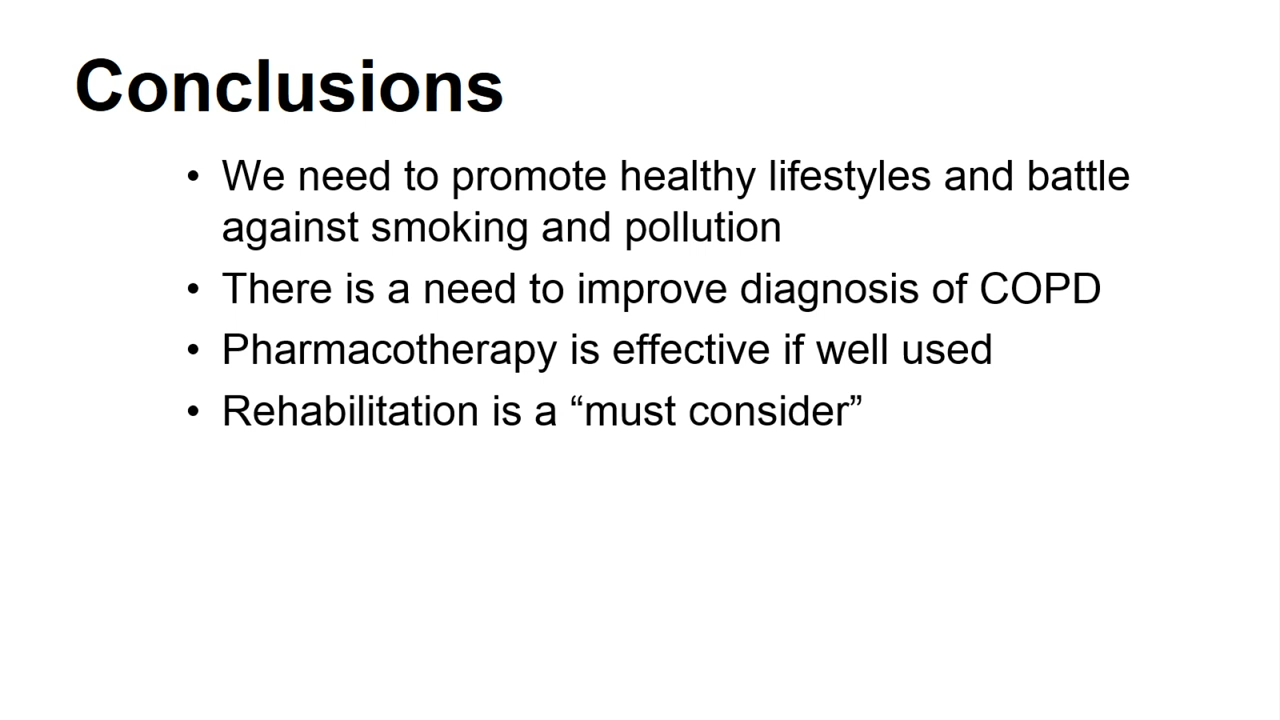 Conclusions
• We need to promote healthy lifestyles and battle
against smoking and pollution
• There is a need to improve diagnosis of COPD
• Pharmacotherapy is effective if well used
• Rehabilitation is a “must consider”